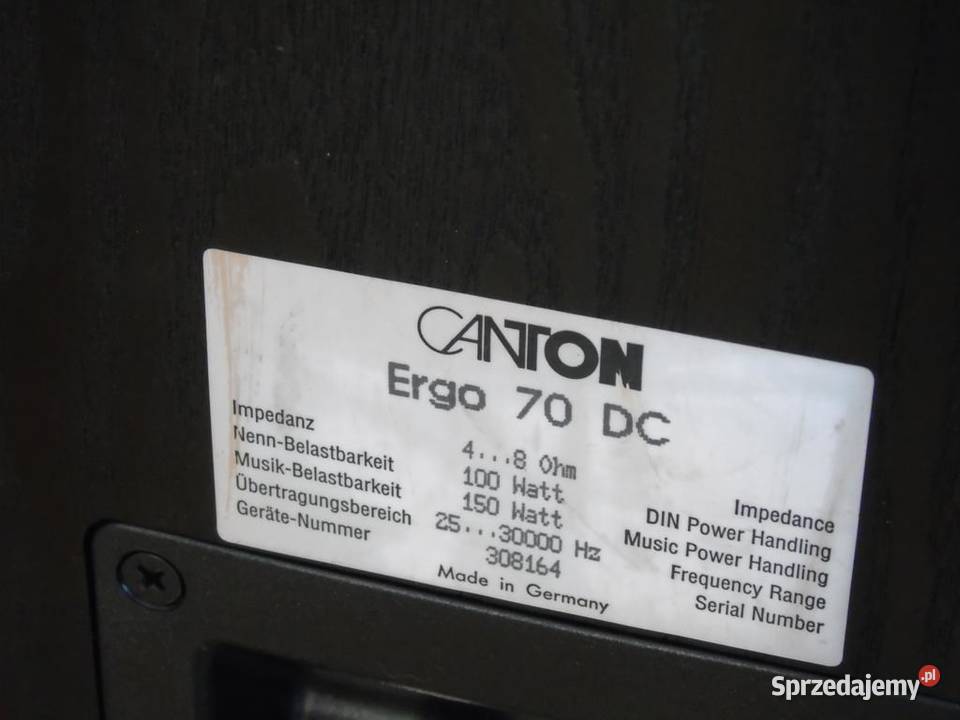 CANTON
Ergo 70 DC
Impedanz 4...8 Ohm Impedance
Nenn-Belastbarkeit 100 Watt DIN Power Handling
Musik-Belastbarkeit 150 Watt Music Power Handling
Übertragungsbereich 25...30000 Hz Frequency Range
Geräte-Nummer 308164 Serial Number
Made in Germany
Sprzedajemy.pl